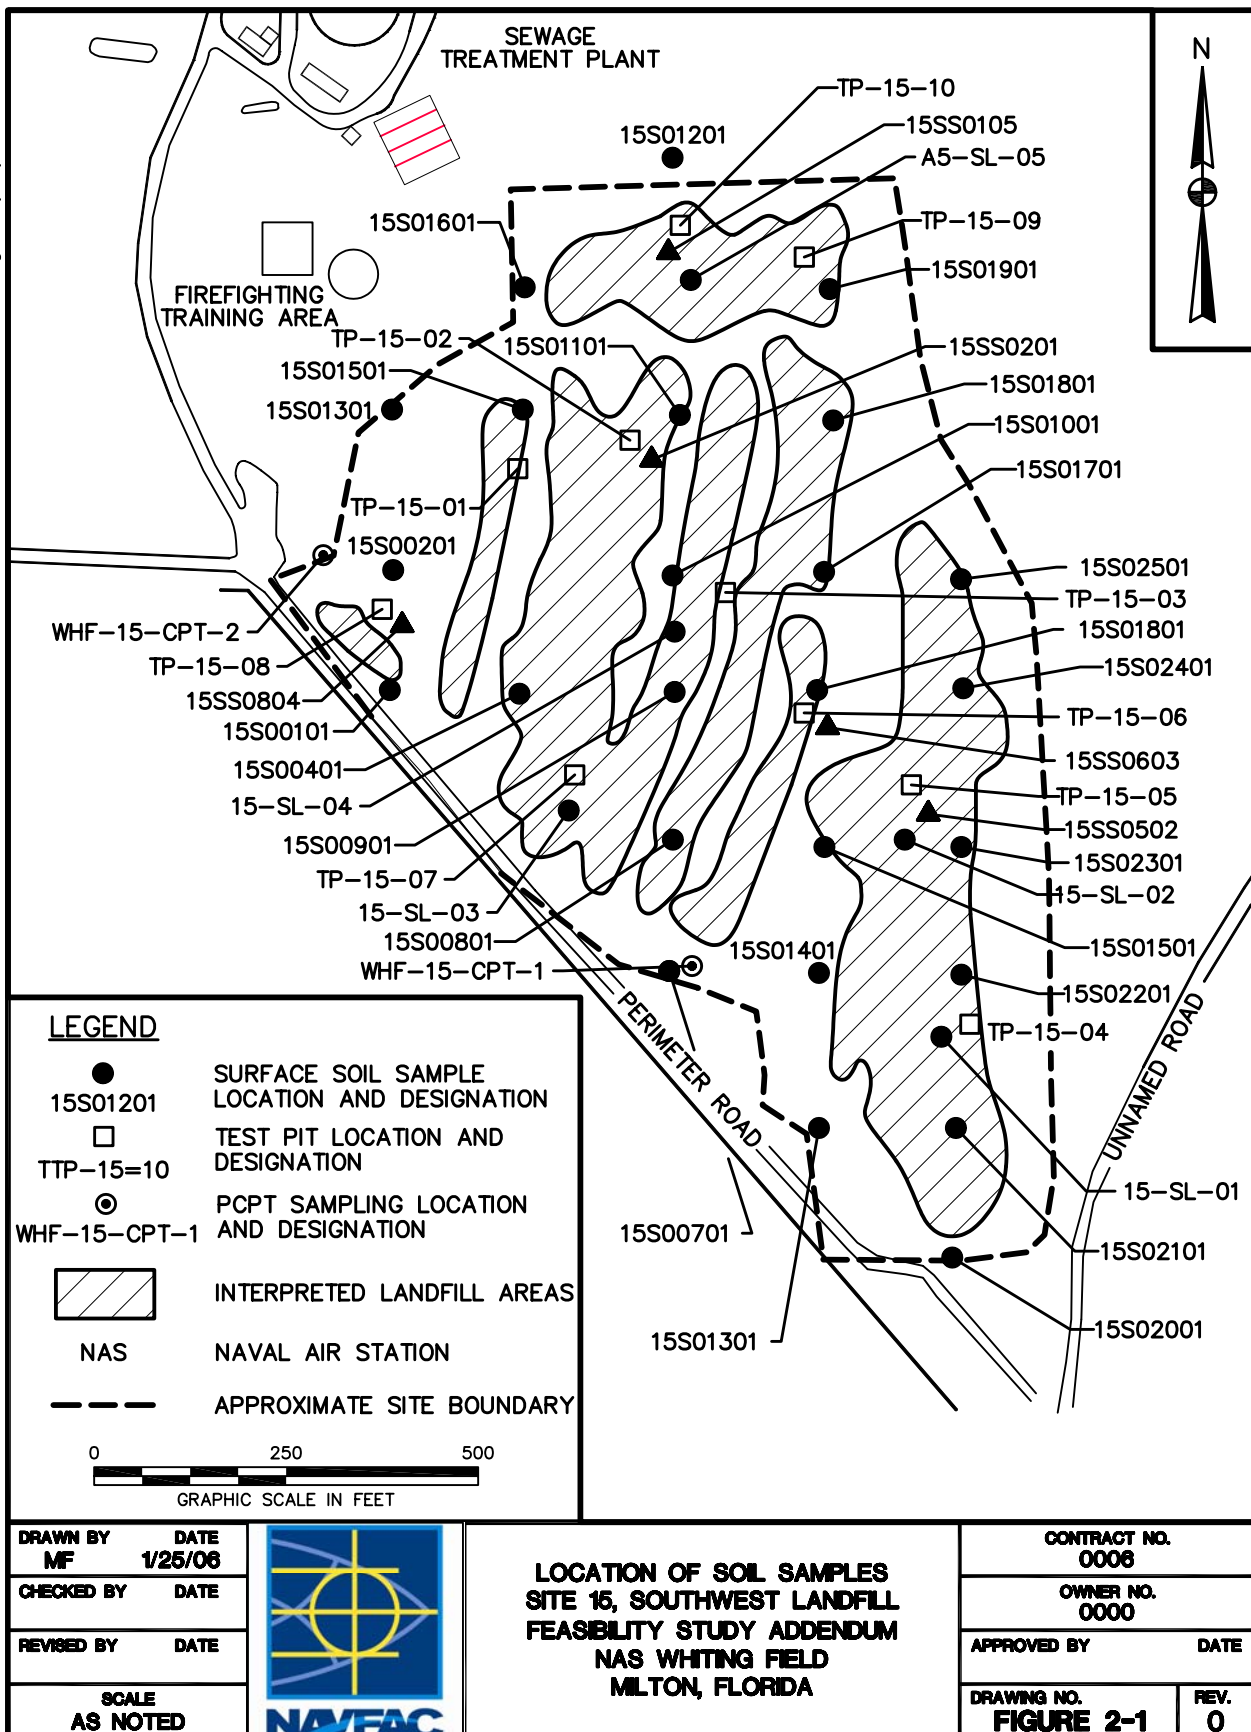 SEWAGE
TREATMENT PLANT
N
TP-15-10
15SS0105
A5-SL-05
15S01201
15S01601
TP-15-09
15S01901
FIREFIGHTING
TRAINING AREA
TP-15-02
15S01101
15SS0201
15S01501
15S01801
15S01301
15S01001
15S01701
TP-15-01
15S00201
15S02501
TP-15-03
WHF-15-CPT-2
15S01801
TP-15-08
15S02401
15SS0804
TP-15-06
15S00101
15SS0603
15S00401
TP-15-05
15-SL-04
15SS0502
15S00901
15S02301
TP-15-07
15-SL-02
15-SL-03
15S00801
15S01401
15S01501
WHF-15-CPT-1
15S02201
TP-15-04
PERIMETER ROAD
UNNAMED ROAD
15-SL-01
15S00701
15S02101
15S01301
15S02001
LEGEND
15S01201
SURFACE SOIL SAMPLE
LOCATION AND DESIGNATION
TTP-15=10
TEST PIT LOCATION AND
DESIGNATION
WHF-15-CPT-1
PCPT SAMPLING LOCATION
AND DESIGNATION
INTERPRETED LANDFILL AREAS
NAS
NAVAL AIR STATION
APPROXIMATE SITE BOUNDARY
0 250 500
GRAPHIC SCALE IN FEET
DRAWN BY DATE
MF 1/25/06
CHECKED BY DATE
REVISED BY DATE
SCALE
AS NOTED
NAVFAC
LOCATION OF SOIL SAMPLES
SITE 15, SOUTHWEST LANDFILL
FEASIBILITY STUDY ADDENDUM
NAS WHITING FIELD
MILTON, FLORIDA
CONTRACT NO.
0006
OWNER NO.
0000
APPROVED BY DATE
DRAWING NO.
FIGURE 2-1
REV.
0